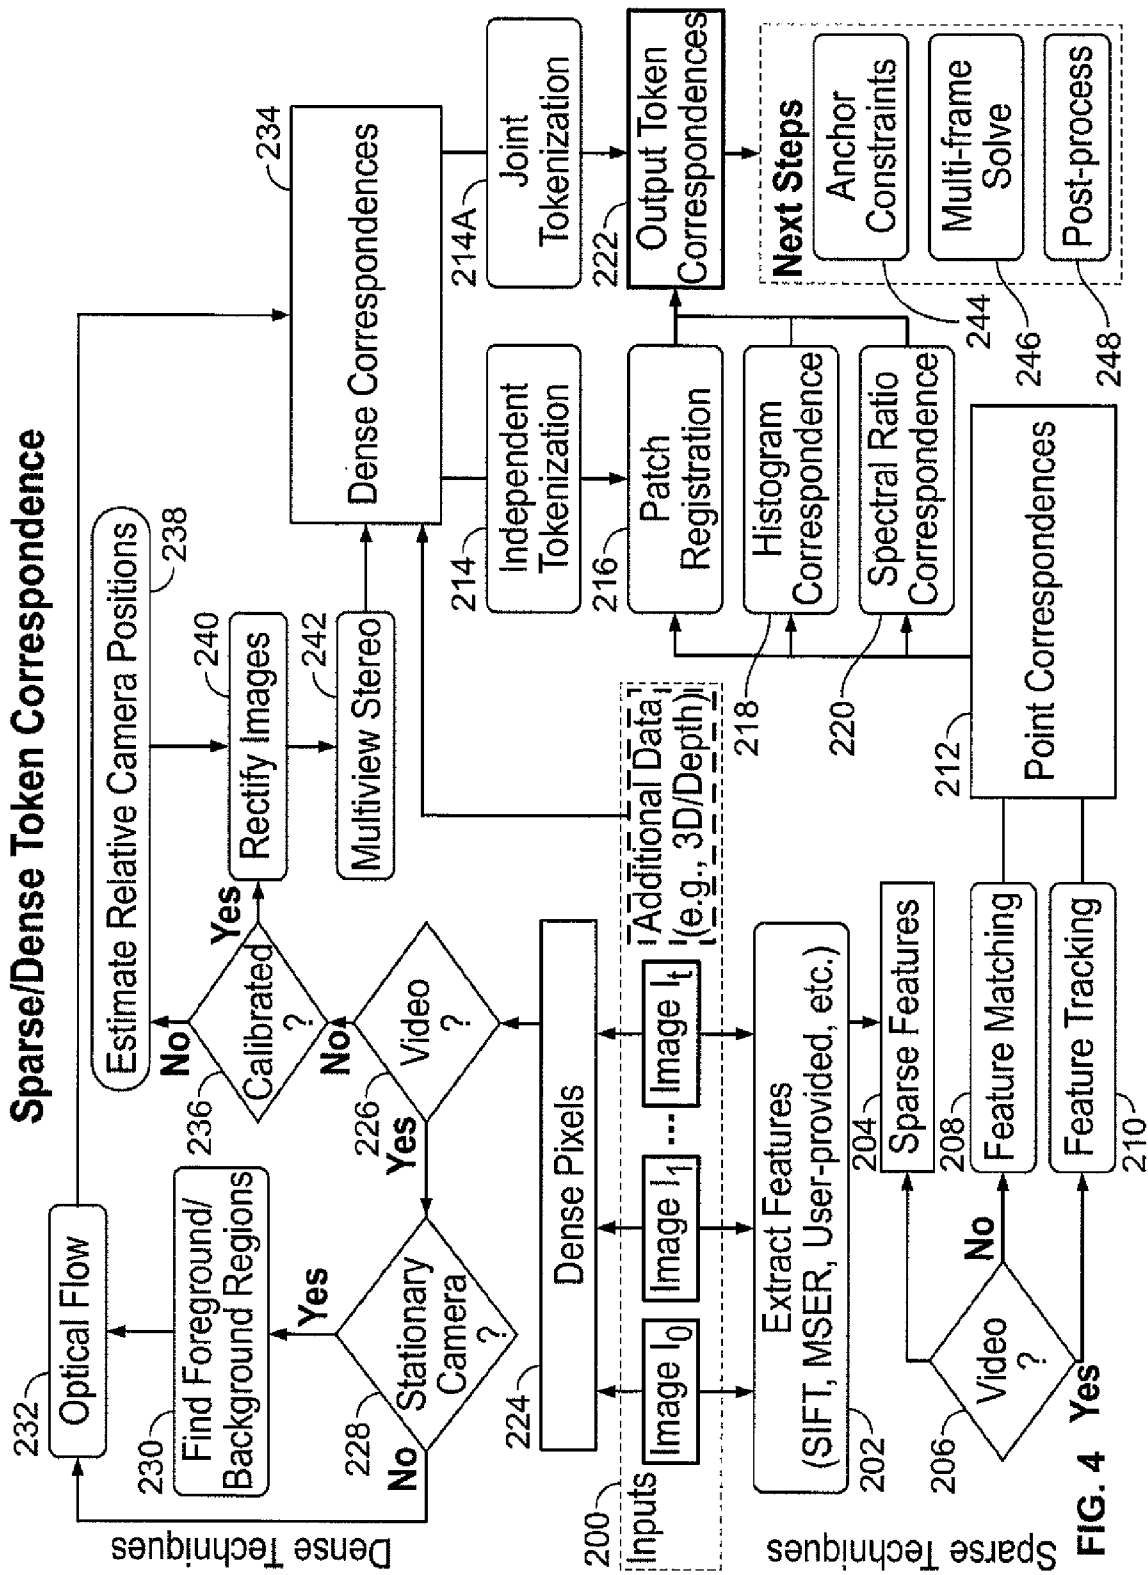 Sparse/Dense Token Correspondence
Dense Techniques
232
Optical Flow
230
Find Foreground/
Background Regions
Yes
228
Stationary
Camera
?
No
Yes
226
Video
?
No
236
Calibrated
?
No
Yes
Estimate Relative Camera Positions
238
240
Rectify Images
242
Multiview Stereo
234
Dense Correspondences
224
Dense Pixels
200
Inputs
Image I0
Image I1
...
Image It
Additional Data
(e.g., 3D/Depth)
214
Independent
Tokenization
214A
Joint
Tokenization
216
Patch
Registration
218
Histogram
Correspondence
220
Spectral Ratio
Correspondence
222
Output Token
Correspondences
Next Steps
Anchor
Constraints
244
Multi-frame
Solve
246
Post-process
248
Sparse Techniques
202
Extract Features
(SIFT, MSER, User-provided, etc.)
204
Sparse Features
206
Video
?
No
Yes
208
Feature Matching
210
Feature Tracking
212
Point Correspondences
FIG. 4